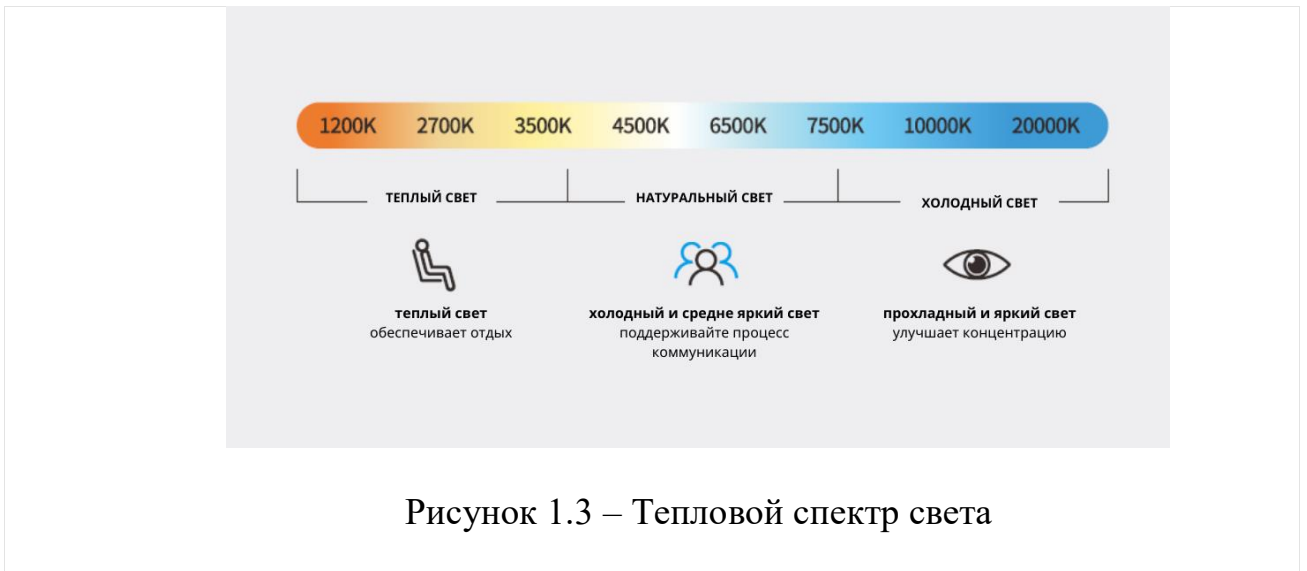 1200K 2700K 3500K 4500K 6500K 7500K 10000K 20000K
ТЕПЛЫЙ СВЕТ
НАТУРАЛЬНЫЙ СВЕТ
ХОЛОДНЫЙ СВЕТ
теплый свет
обеспечивает отдых
холодный и средне яркий свет
поддерживайте процесс
коммуникации
прохладный и яркий свет
улучшает концентрацию
Рисунок 1.3 – Тепловой спектр света